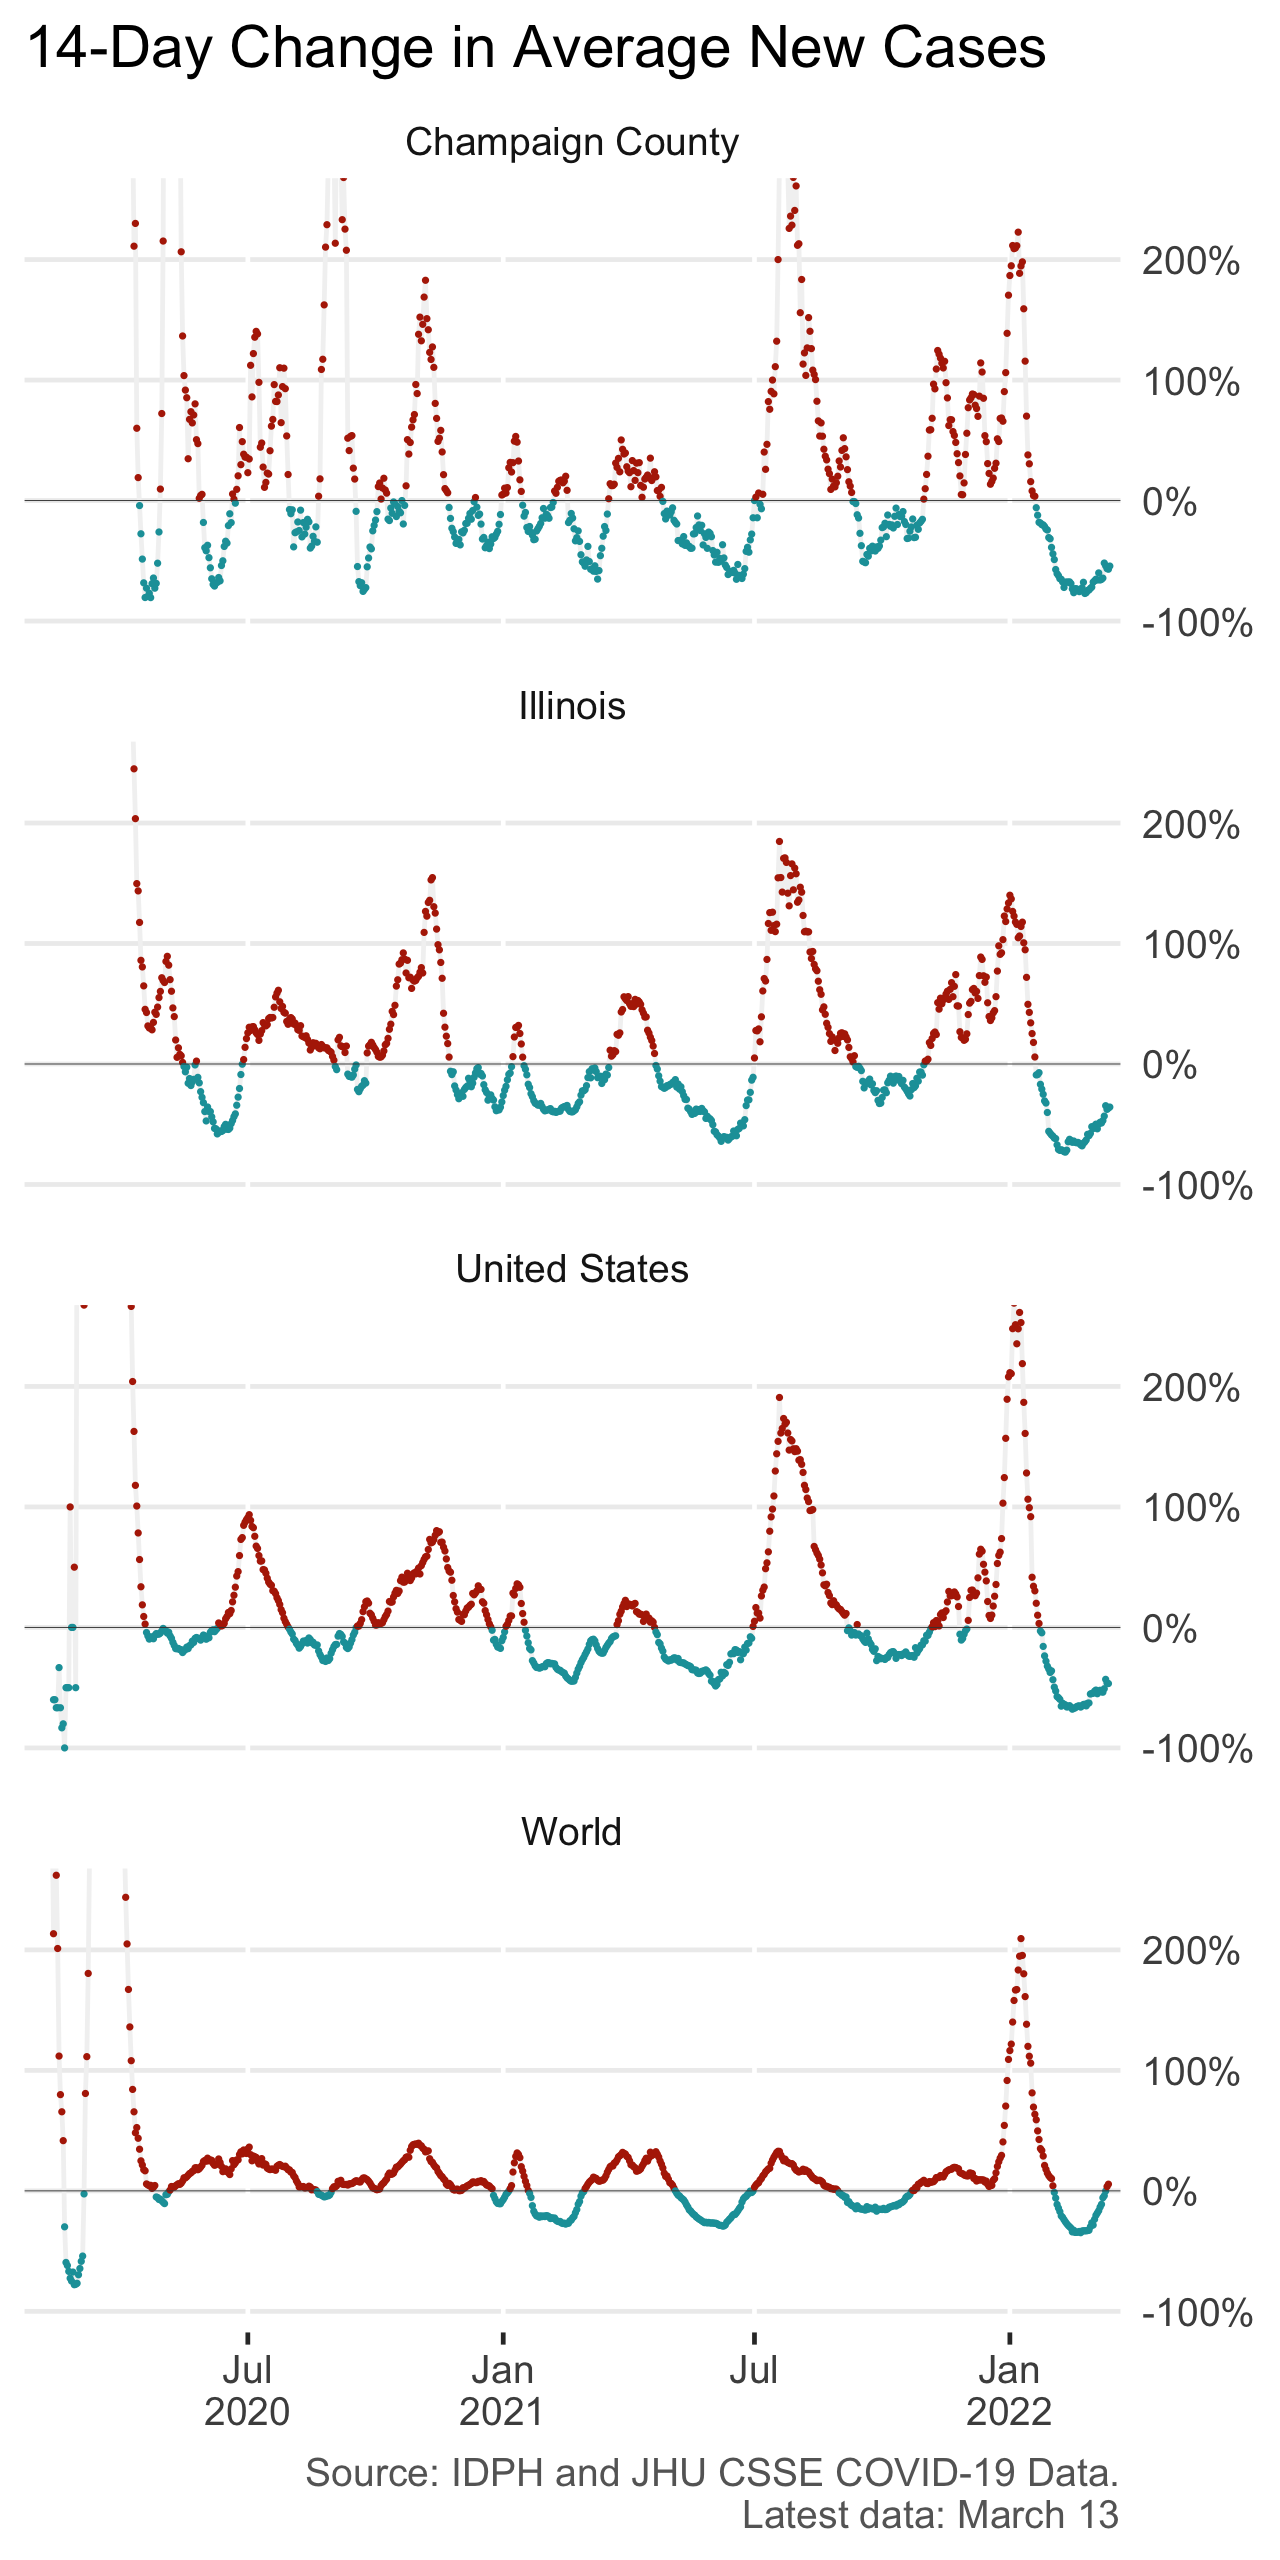 14-Day Change in Average New Cases
Champaign County
200%
100%
0%
-100%
Illinois
200%
100%
0%
-100%
United States
200%
100%
0%
-100%
World
200%
100%
0%
-100%
Jul Jan Jul Jan
2020 2021 2022
Source: IDPH and JHU CSSE COVID-19 Data.
Latest data: March 13